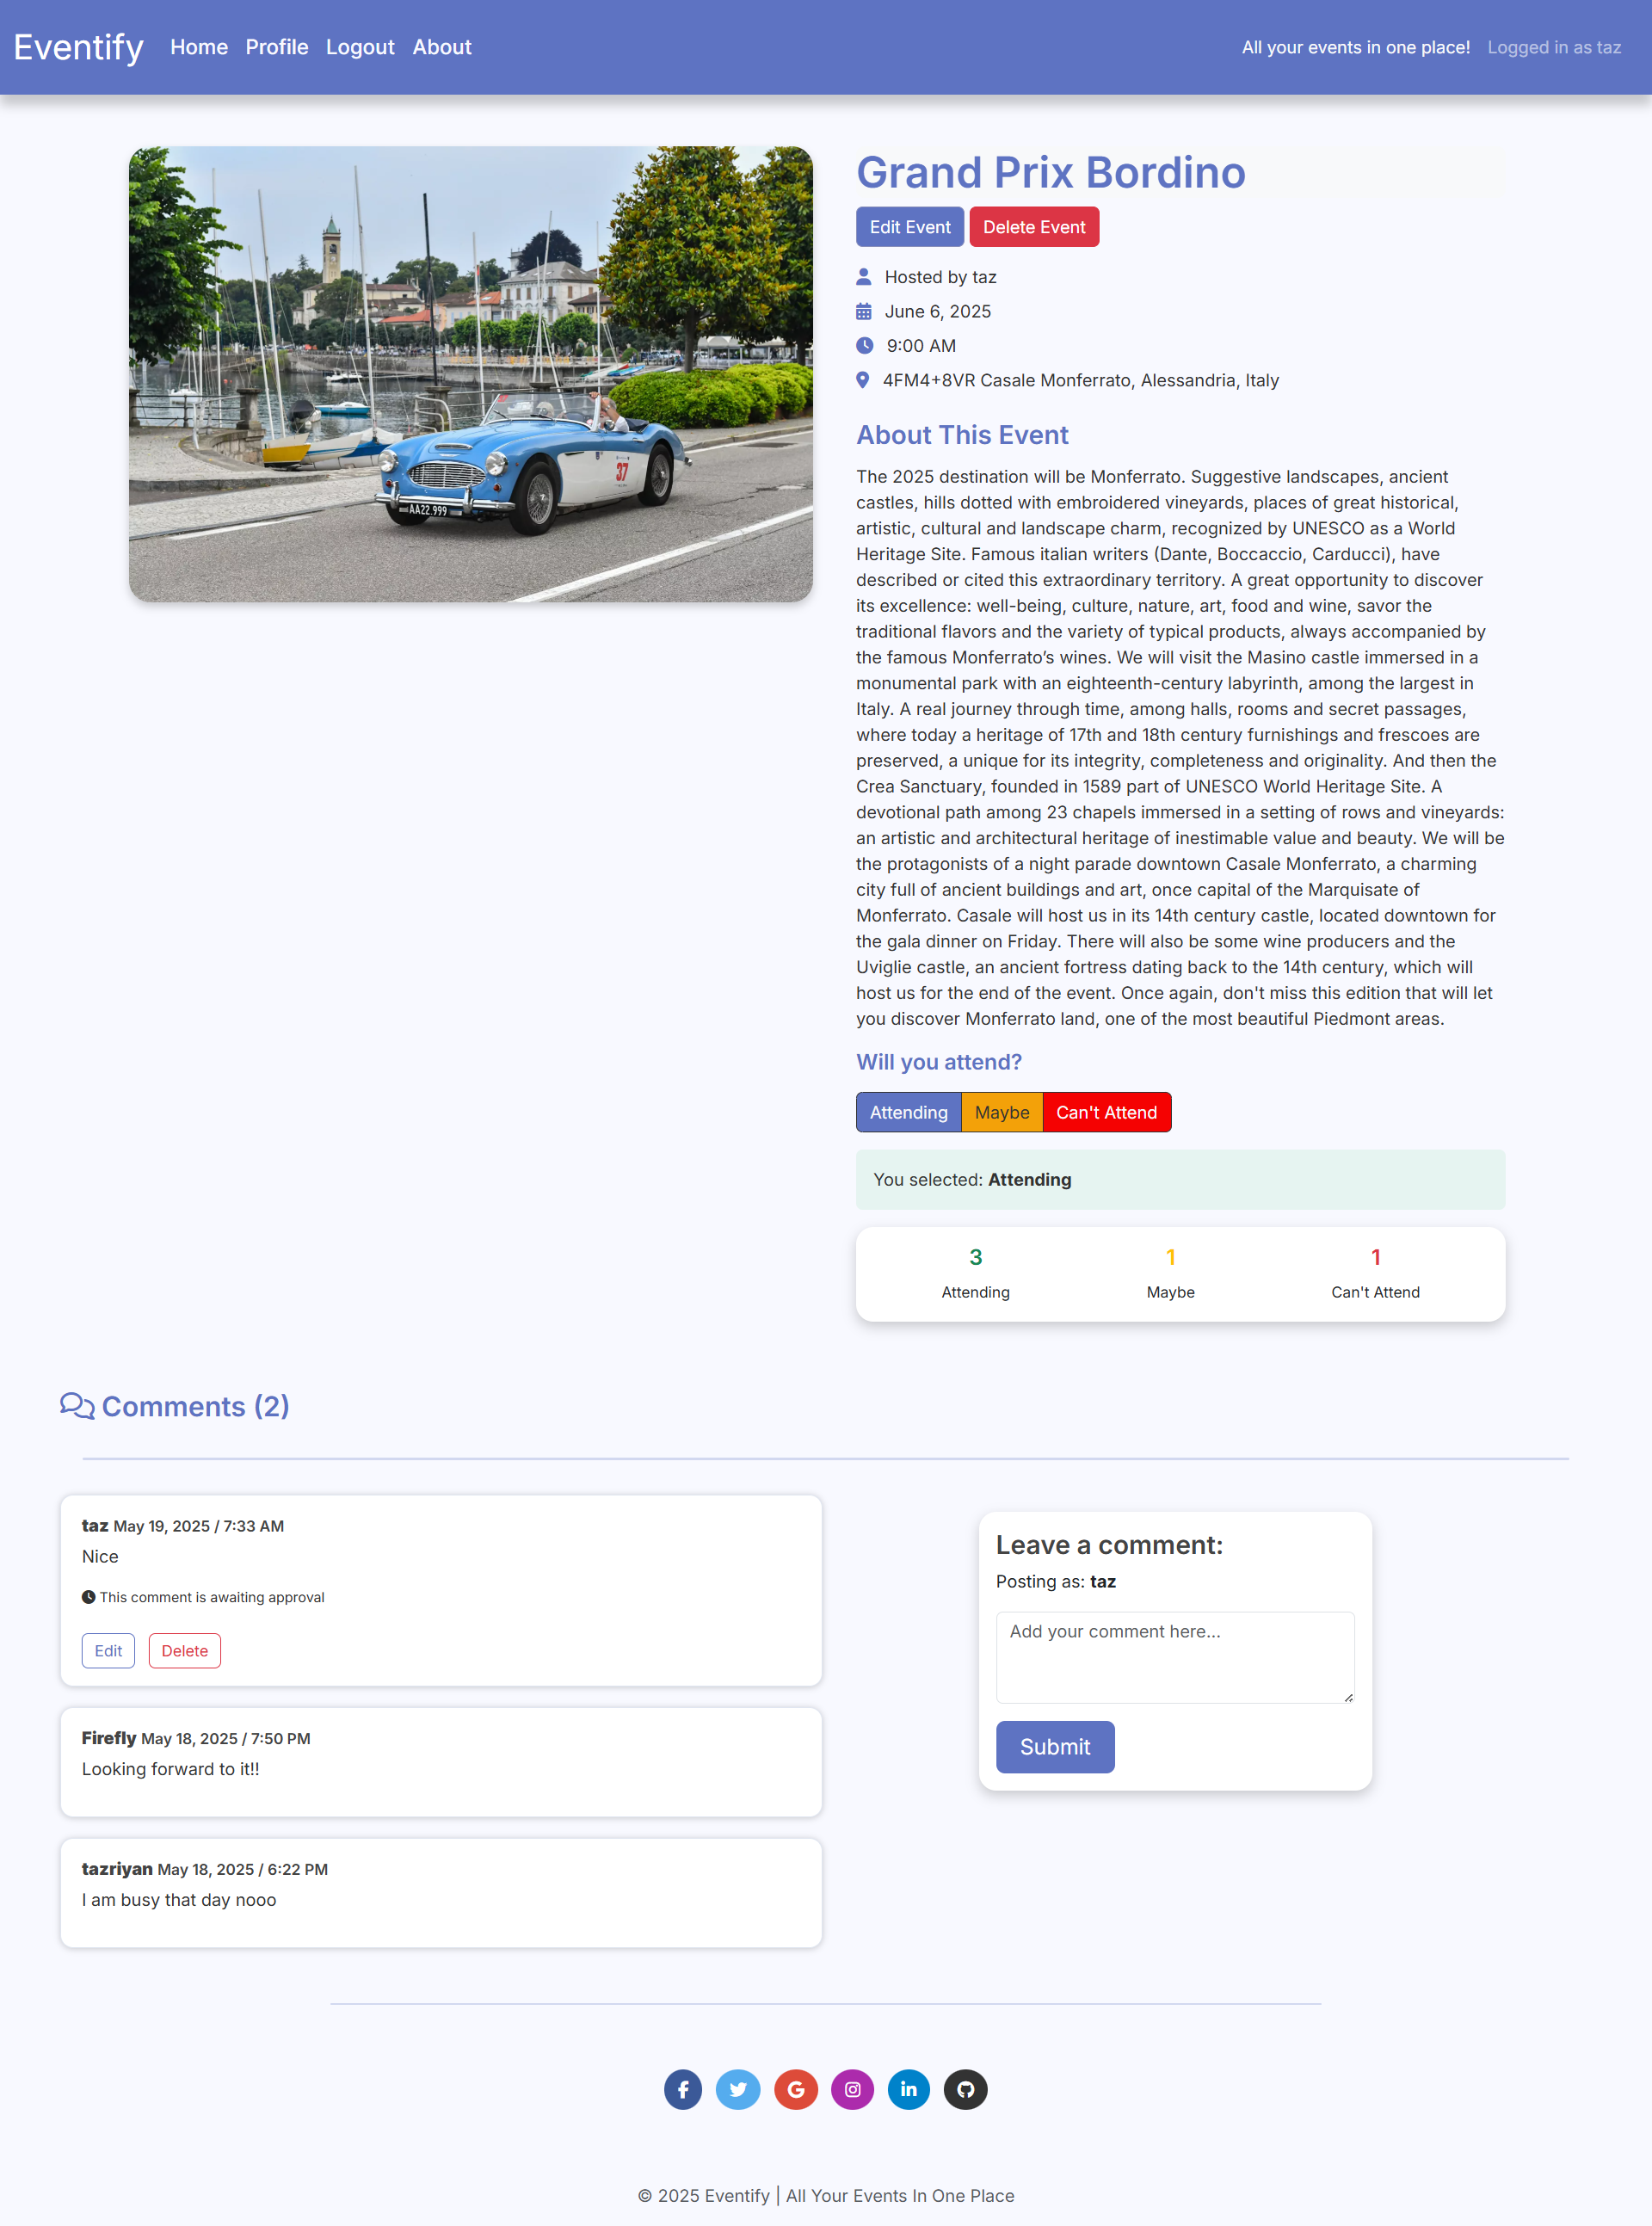 Eventify Home Profile Logout About All your events in one place! Logged in as taz
37
AA22.999
Grand Prix Bordino
Edit Event Delete Event
Hosted by taz
June 6, 2025
9:00 AM
4FM4+8VR Casale Monferrato, Alessandria, Italy
About This Event
The 2025 destination will be Monferrato. Suggestive landscapes, ancient
castles, hills dotted with embroidered vineyards, places of great historical,
artistic, cultural and landscape charm, recognized by UNESCO as a World
Heritage Site. Famous italian writers (Dante, Boccaccio, Carducci), have
described or cited this extraordinary territory. A great opportunity to discover
its excellence: well-being, culture, nature, art, food and wine, savor the
traditional flavors and the variety of typical products, always accompanied by
the famous Monferrato’s wines. We will visit the Masino castle immersed in a
monumental park with an eighteenth-century labyrinth, among the largest in
Italy. A real journey through time, among halls, rooms and secret passages,
where today a heritage of 17th and 18th century furnishings and frescoes are
preserved, a unique for its integrity, completeness and originality. And then the
Crea Sanctuary, founded in 1589 part of UNESCO World Heritage Site. A
devotional path among 23 chapels immersed in a setting of rows and vineyards:
an artistic and architectural heritage of inestimable value and beauty. We will be
the protagonists of a night parade downtown Casale Monferrato, a charming
city full of ancient buildings and art, once capital of the Marquisate of
Monferrato. Casale will host us in its 14th century castle, located downtown for
the gala dinner on Friday. There will also be some wine producers and the
Uviglie castle, an ancient fortress dating back to the 14th century, which will
host us for the end of the event. Once again, don't miss this edition that will let
you discover Monferrato land, one of the most beautiful Piedmont areas.
Will you attend?
Attending Maybe Can't Attend
You selected: Attending
3 1 1
Attending Maybe Can't Attend
Comments (2)
taz May 19, 2025 / 7:33 AM
Nice
This comment is awaiting approval
Edit Delete
Firefly May 18, 2025 / 7:50 PM
Looking forward to it!!
tazriyan May 18, 2025 / 6:22 PM
I am busy that day nooo
Leave a comment:
Posting as: taz
Add your comment here...
Submit
© 2025 Eventify | All Your Events In One Place